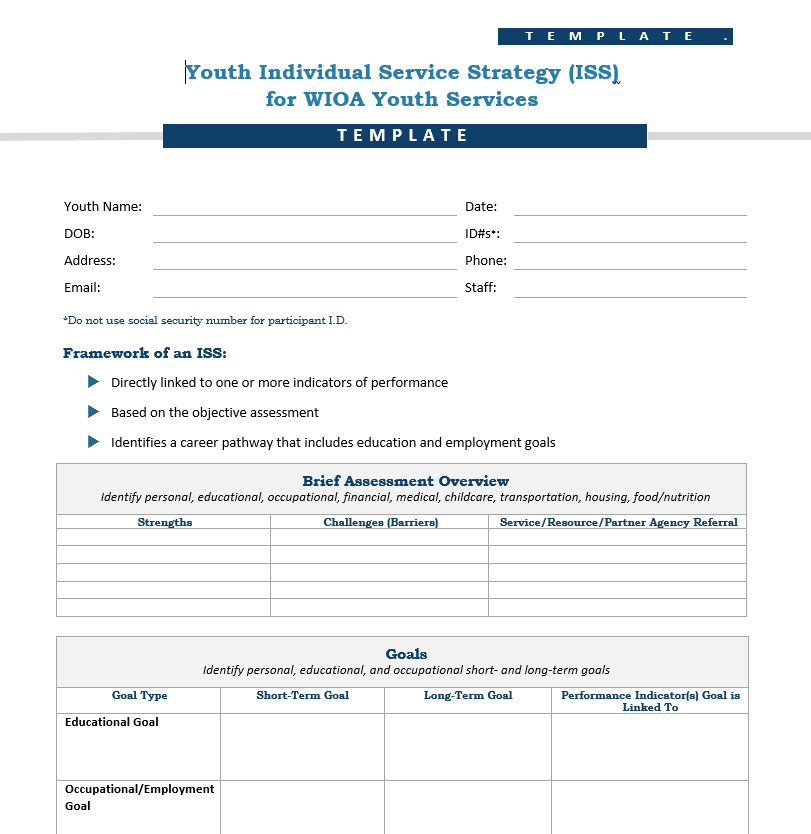 TEMPLATE .
Youth Individual Service Strategy (ISS)
for WIOA Youth Services
TEMPLATE
Youth Name: Date:
DOB: ID#s*:
Address: Phone:
Email: Staff:
*Do not use social security number for participant I.D.
Framework of an ISS:
Directly linked to one or more indicators of performance
Based on the objective assessment
Identifies a career pathway that includes education and employment goals
Brief Assessment Overview
Identify personal, educational, occupational, financial, medical, childcare, transportation, housing, food/nutrition
Strengths Challenges (Barriers) Service/Resource/Partner Agency Referral
Goals
Identify personal, educational, and occupational short- and long-term goals
Goal Type Short-Term Goal Long-Term Goal Performance Indicator(s) Goal is
Linked To
Educational Goal
Occupational/Employment
Goal